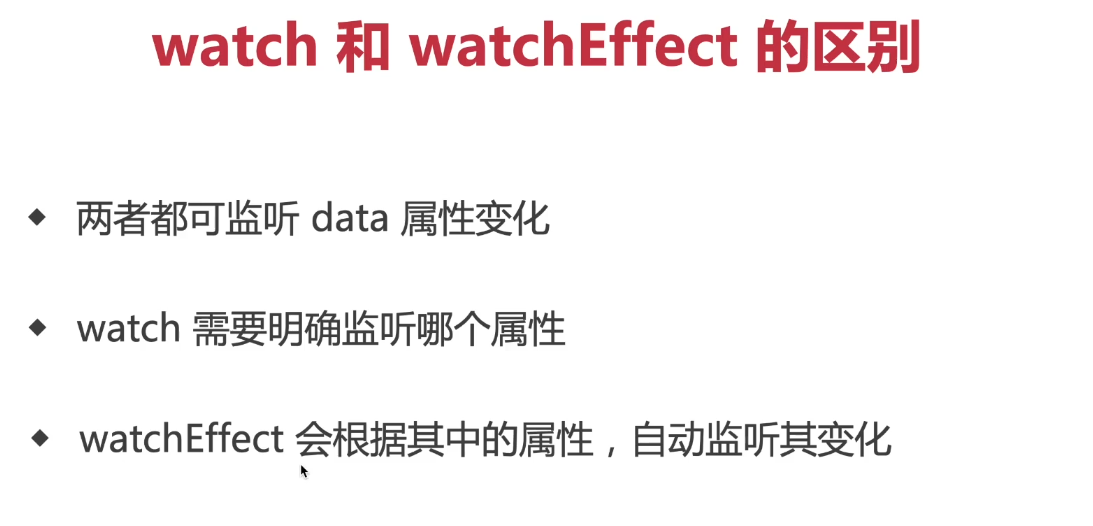 watch 和 watchEffect 的区别
两者都可监听 data 属性变化
watch 需要明确监听哪个属性
watchEffect 会根据其中的属性，自动监听其变化